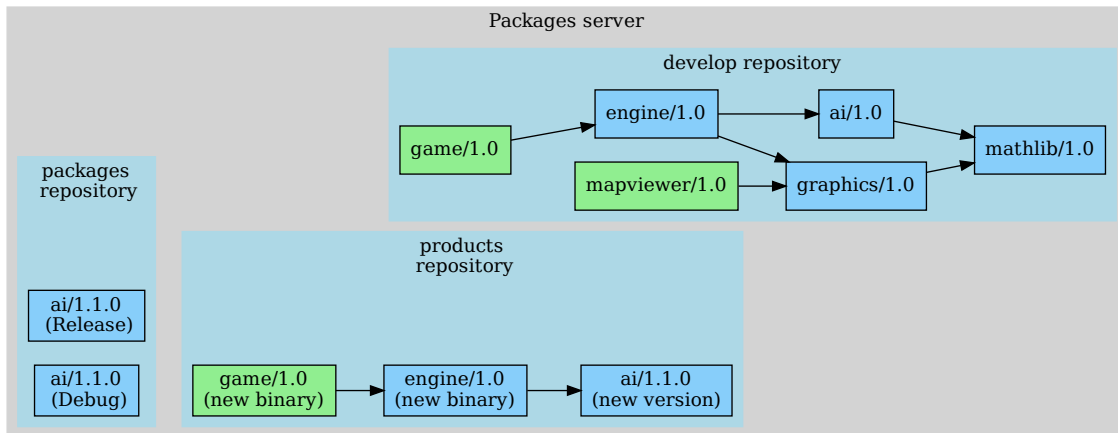 Packages server
develop repository
engine/1.0
ai/1.0
game/1.0
mathlib/1.0
mapviewer/1.0
graphics/1.0
packages
repository
ai/1.1.0
(Release)
ai/1.1.0
(Debug)
products
repository
game/1.0
(new binary)
engine/1.0
(new binary)
ai/1.1.0
(new version)